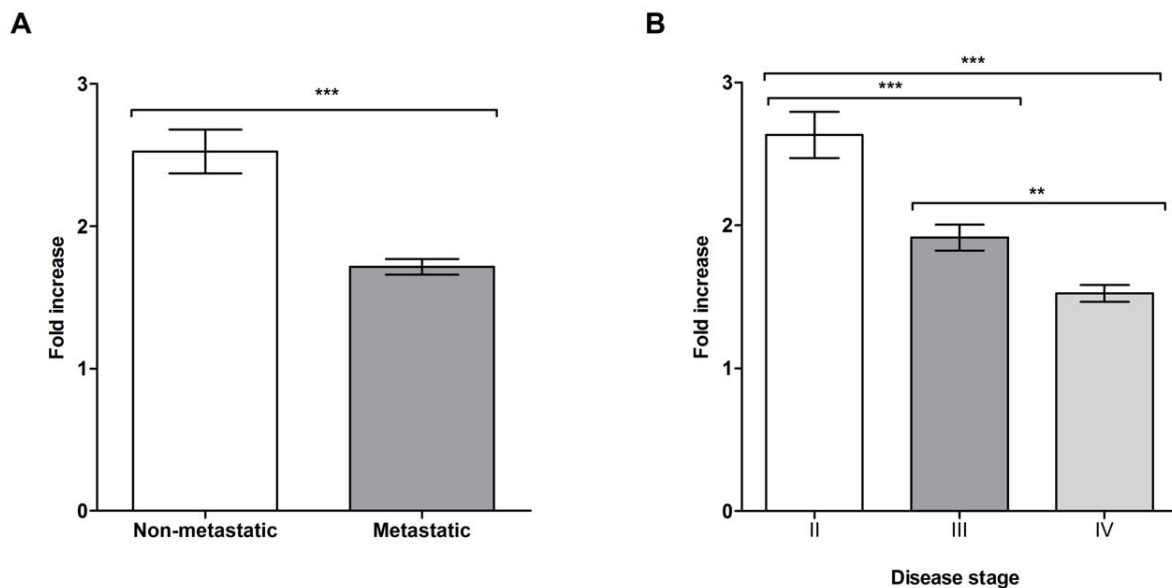 A
Fold increase
3
2
1
0
***
Non-metastatic
Metastatic
B
Fold increase
3
2
1
0
***
***
**
II
III
IV
Disease stage